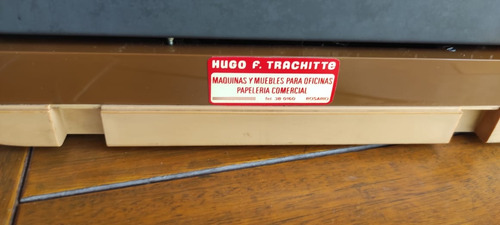 HUGO F. TRACHITTE
MAQUINAS Y MUEBLES PARA OFICINAS
PAPELERIA COMERCIAL
ROSARIO